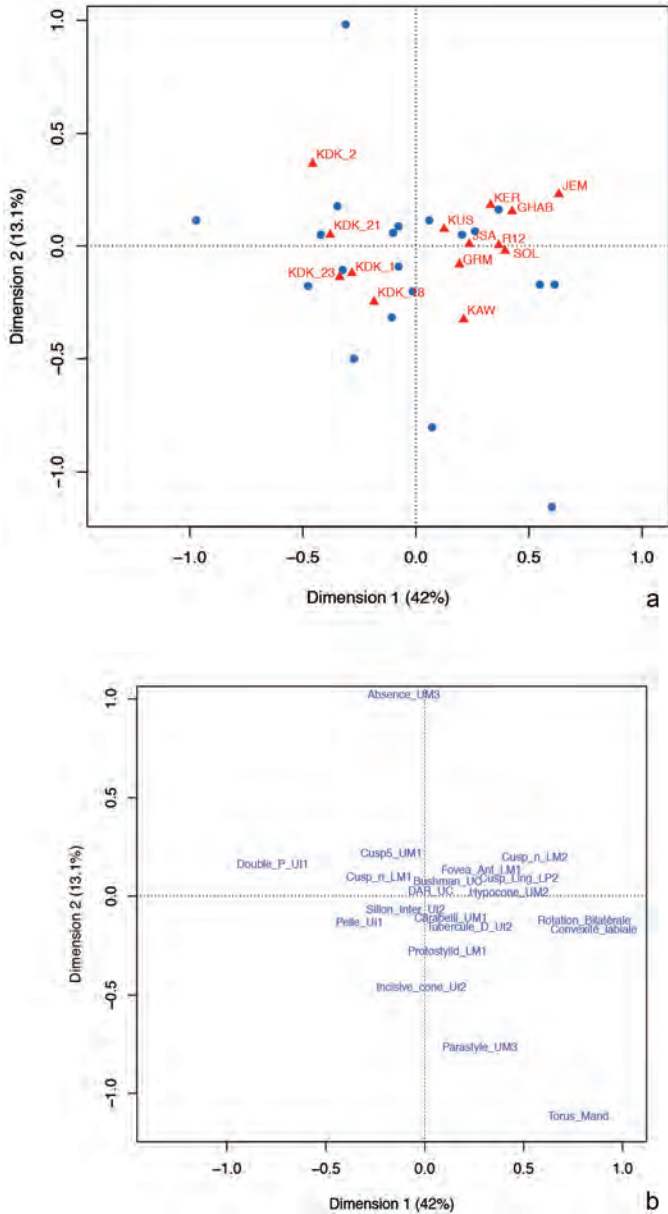 1.0
0.5
0.0
−0.5
−1.0
Dimension 2 (13.1%)
KDK_2
JEM
KER
GHAB
KDK_21
KUS
JSA
R12
SOL
KDK_23
KDK_1
GRM
KDK_18
KAW
−1.0
−0.5
0.0
0.5
1.0
Dimension 1 (42%)
a
1.0
0.5
0.0
−0.5
−1.0
Dimension 2 (13.1%)
Absence_UM3
Cusp5_UM1
Cusp_n_LM2
Double_P_UI1
Fovea_Ant_LM1
Cusp_n_LM1
Bushman_UC
Cusp_Ling_LP2
DAR_UC
Hypocone_UM2
Sillon_Inter_UI2
Carabelli_UM1
Rotation_Bilatérale
Pelle_UI1
Tubercule_D_UI2
Convexité_labiale
Protostylid_LM1
Incisive_cone_UI2
Parastyle_UM3
Torus_Mand
−1.0
−0.5
0.0
0.5
1.0
Dimension 1 (42%)
b